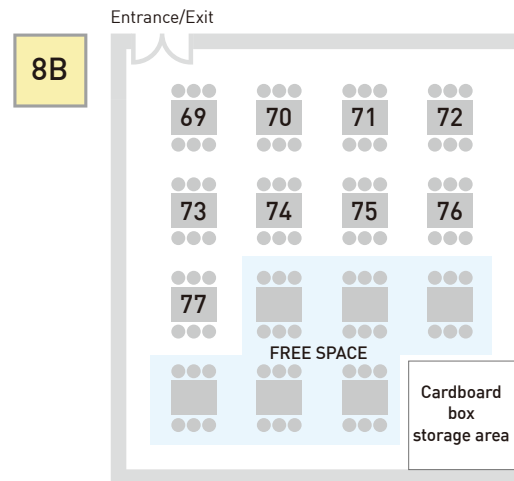 Entrance/Exit
8B
69 70 71 72
73 74 75 76
77
FREE SPACE
Cardboard
box
storage area